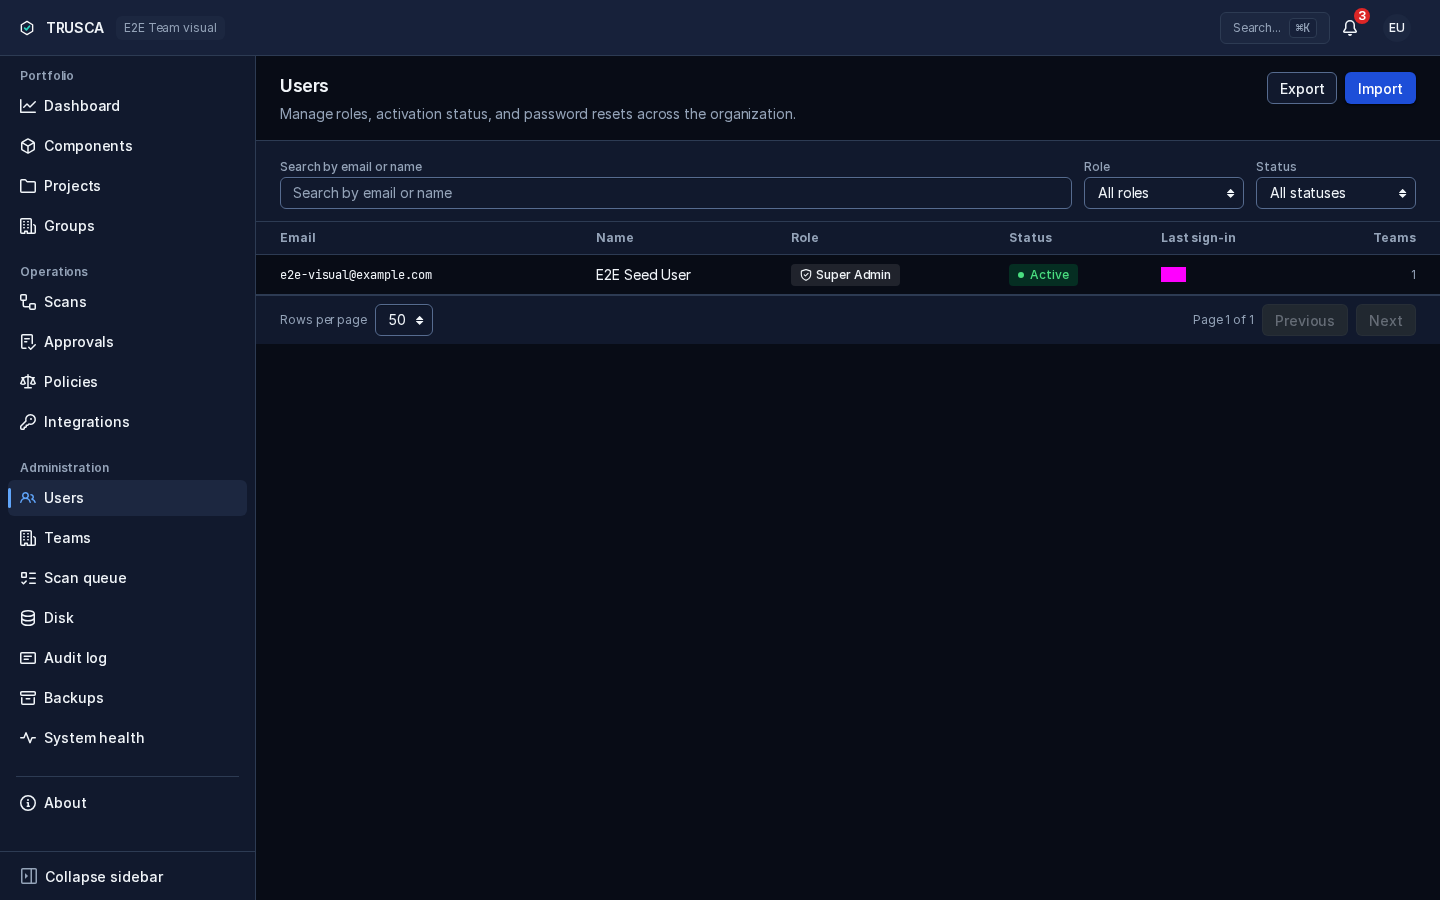 TRUSCA
E2E Team visual
Search... ⌘K
3
EU
Portfolio
Dashboard
Components
Projects
Groups
Operations
Scans
Approvals
Policies
Integrations
Administration
Users
Teams
Scan queue
Disk
Audit log
Backups
System health
About
Collapse sidebar
Users
Manage roles, activation status, and password resets across the organization.
Export
Import
Search by email or name
Role
Status
Search by email or name
All roles
All statuses
Email Name Role Status Last sign-in Teams
e2e-visual@example.com E2E Seed User Super Admin Active 1
Rows per page 50
Page 1 of 1 Previous Next